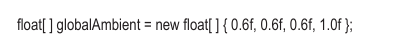 float[ ] globalAmbient = new float[ ] { 0.6f, 0.6f, 0.6f, 1.0f };